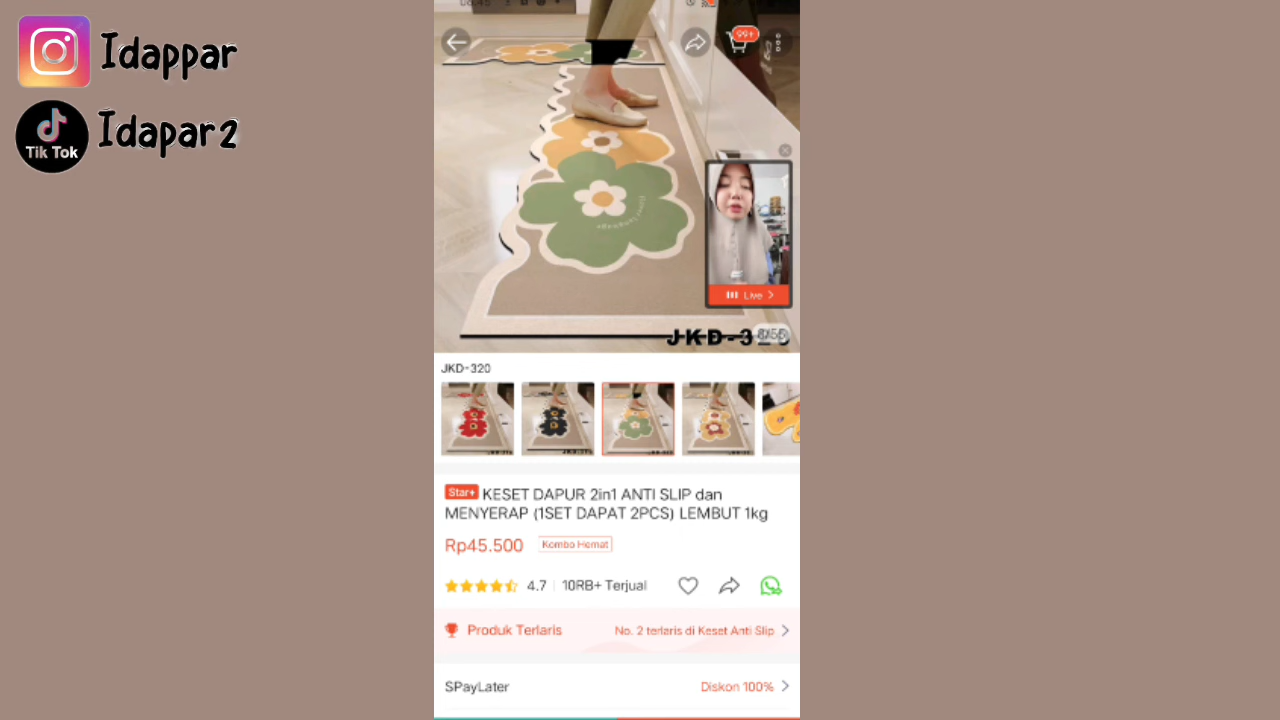 Idappar
Tik Tok
Idapar2
99+
Live
JKD-320
KESET DAPUR 2in1 ANTI SLIP dan
MENYERAP (1SET DAPAT 2PCS) LEMBUT 1kg
Star+
Rp45.500
Kombo Hemat
4.7
10RB+ Terjual
Produk Terlaris
No. 2 terlaris di Keset Anti Slip
SPayLater
Diskon 100%